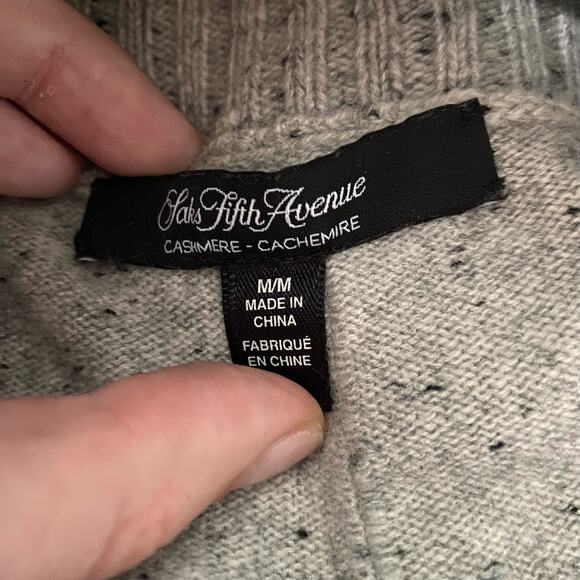 Saks Fifth Avenue
CASHMERE - CACHEMIRE
M/M
MADE IN
CHINA
FABRIQUÉ
EN CHINE